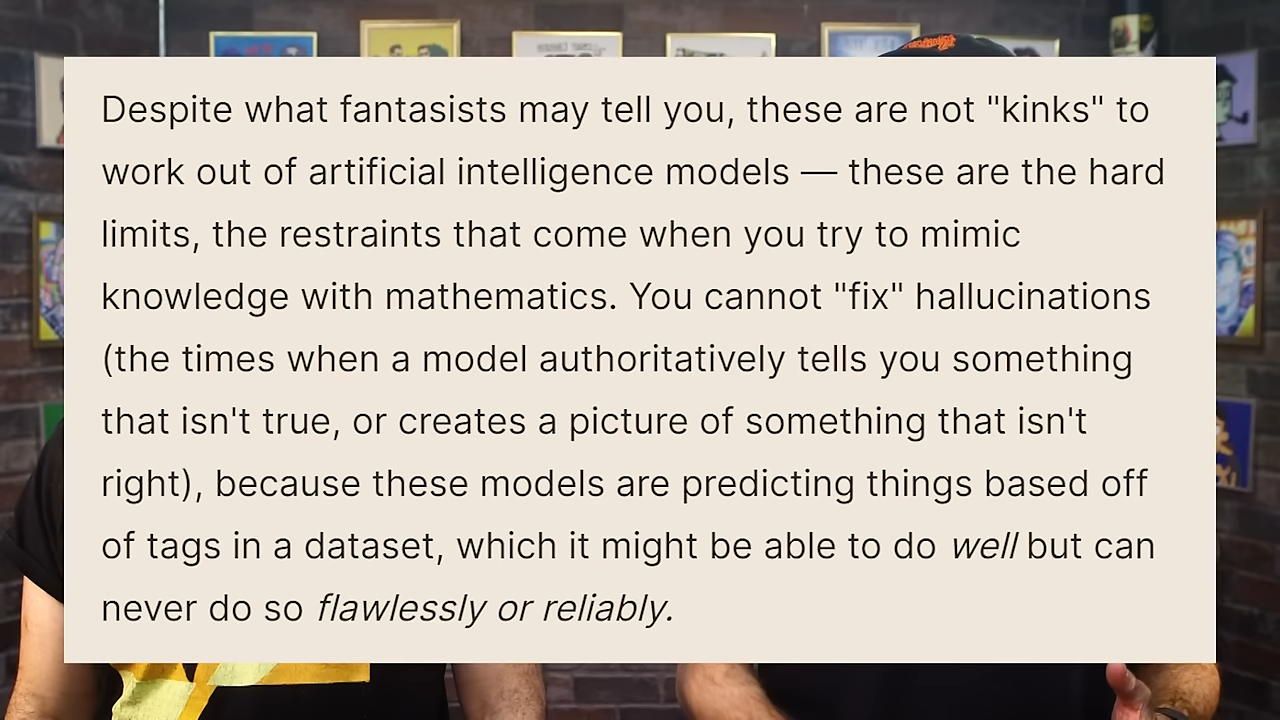 Despite what fantasists may tell you, these are not "kinks" to
work out of artificial intelligence models — these are the hard
limits, the restraints that come when you try to mimic
knowledge with mathematics. You cannot "fix" hallucinations
(the times when a model authoritatively tells you something
that isn't true, or creates a picture of something that isn't
right), because these models are predicting things based off
of tags in a dataset, which it might be able to do well but can
never do so flawlessly or reliably.